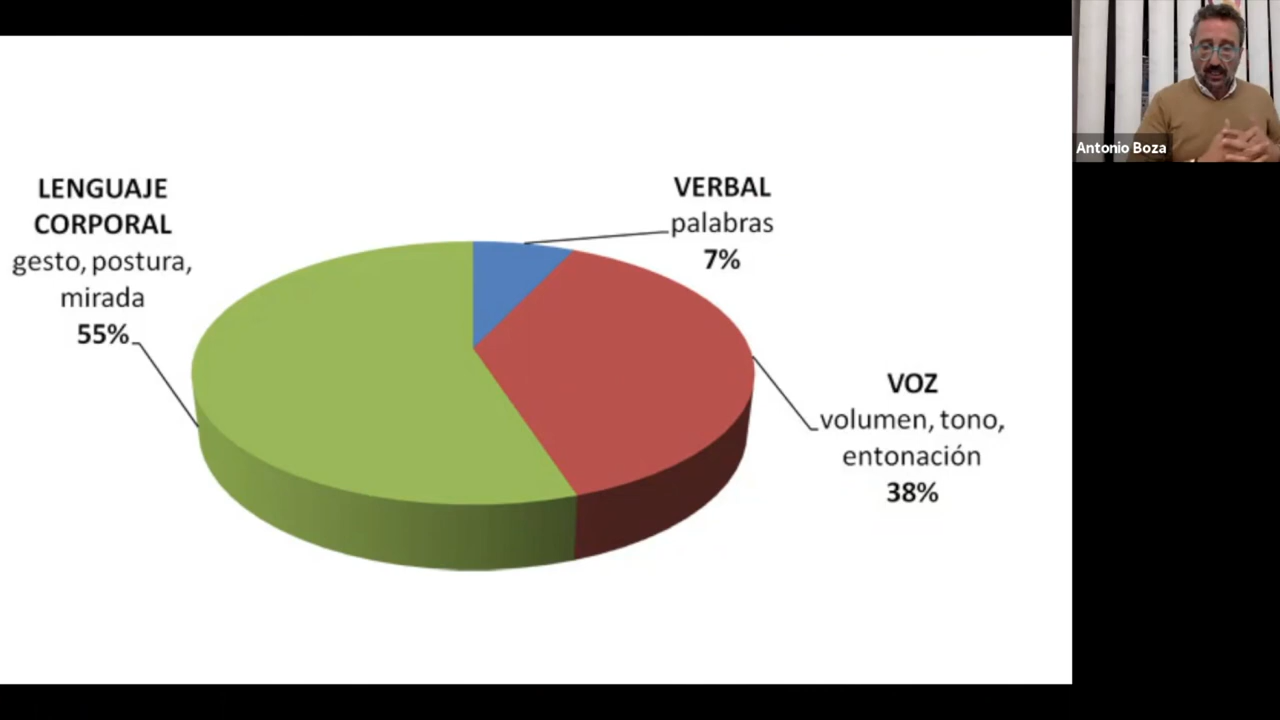 LENGUAJE
CORPORAL
gesto, postura,
mirada
55%
VERBAL
palabras
7%
VOZ
volumen, tono,
entonación
38%
Antonio Boza